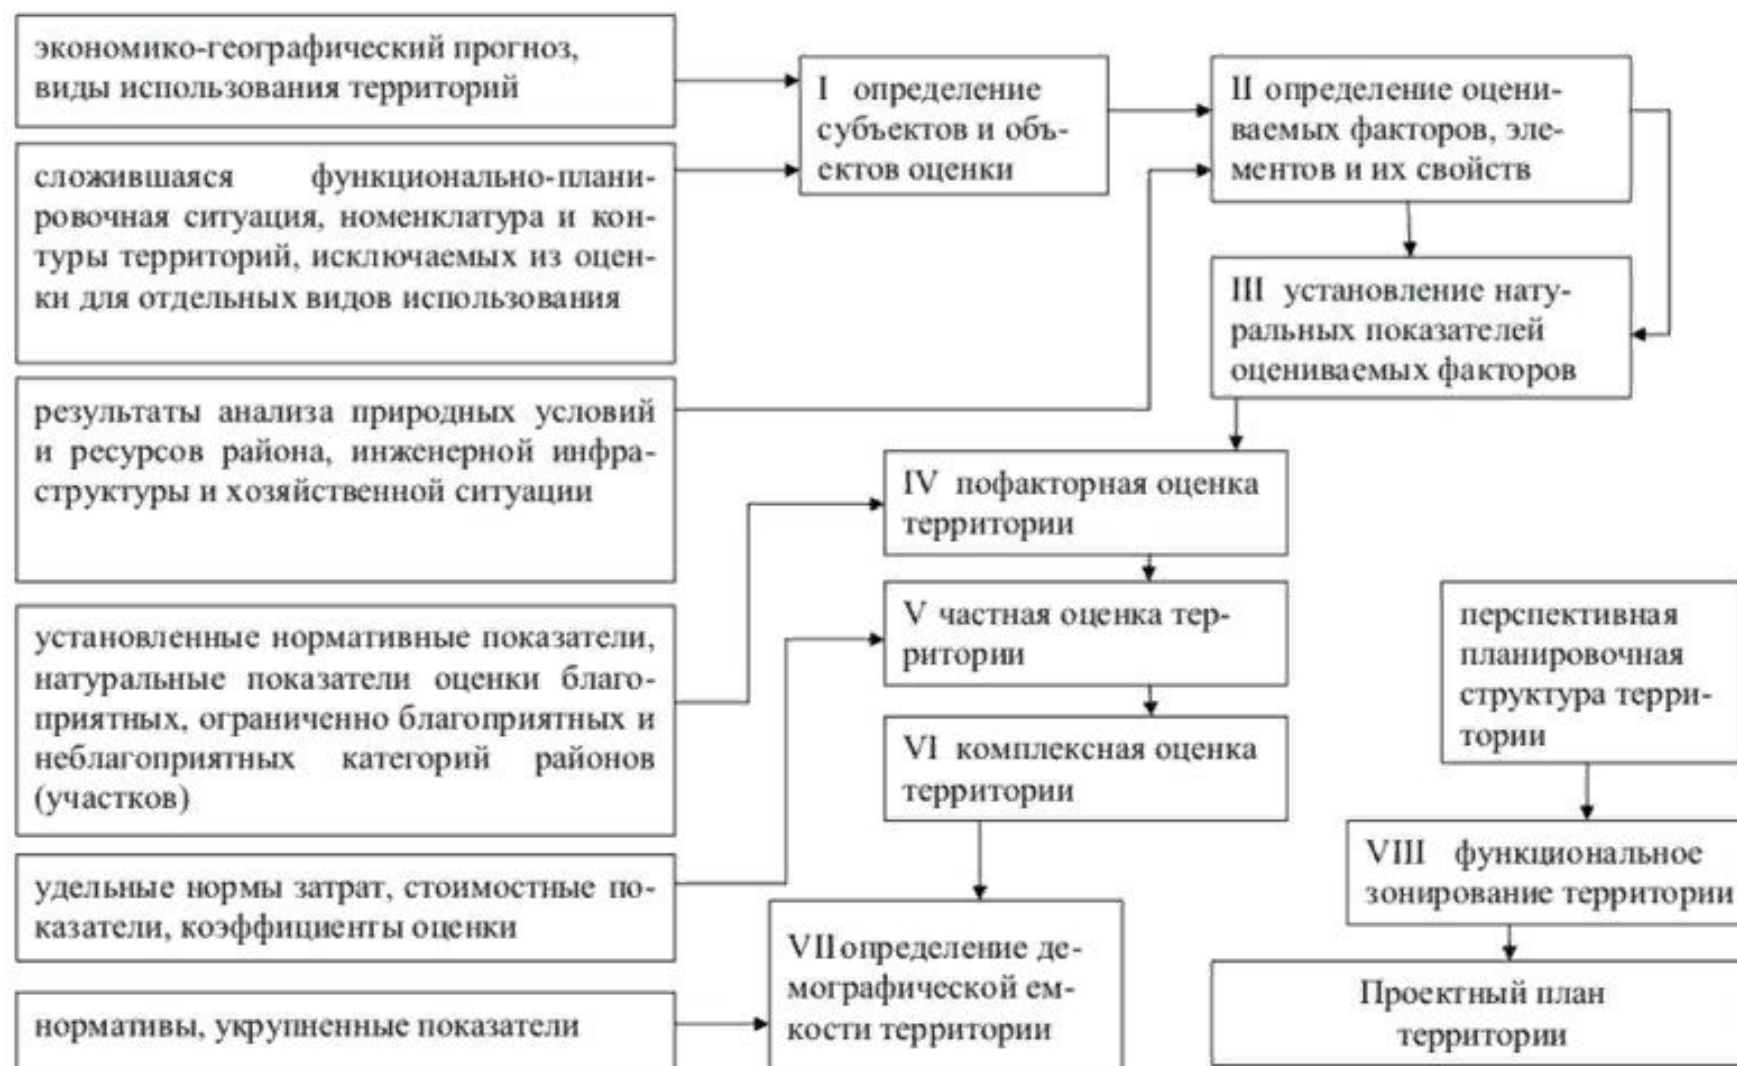 экономико-географический прогноз,
виды использования территорий
сложившаяся функционально-плани-
ровочная ситуация, номенклатура и кон-
туры территорий, исключаемых из оцен-
ки для отдельных видов использования
результаты анализа природных условий
и ресурсов района, инженерной инфра-
структуры и хозяйственной ситуации
установленные нормативные показатели,
натуральные показатели оценки благо-
приятных, ограниченно благоприятных и
неблагоприятных категорий районов
(участков)
удельные нормы затрат, стоимостные по-
казатели, коэффициенты оценки
нормативы, укрупненные показатели
I определение
субъектов и объ-
ектов оценки
II определение оцени-
ваемых факторов, эле-
ментов и их свойств
III установление нату-
ральных показателей
оцениваемых факторов
IV пофакторная оценка
территории
V частная оценка тер-
ритории
VI комплексная оценка
территории
VII определение де-
мографической ем-
кости территории
перспективная
планировочная
структура терри-
тории
VIII функциональное
зонирование территории
Проектный план
территории